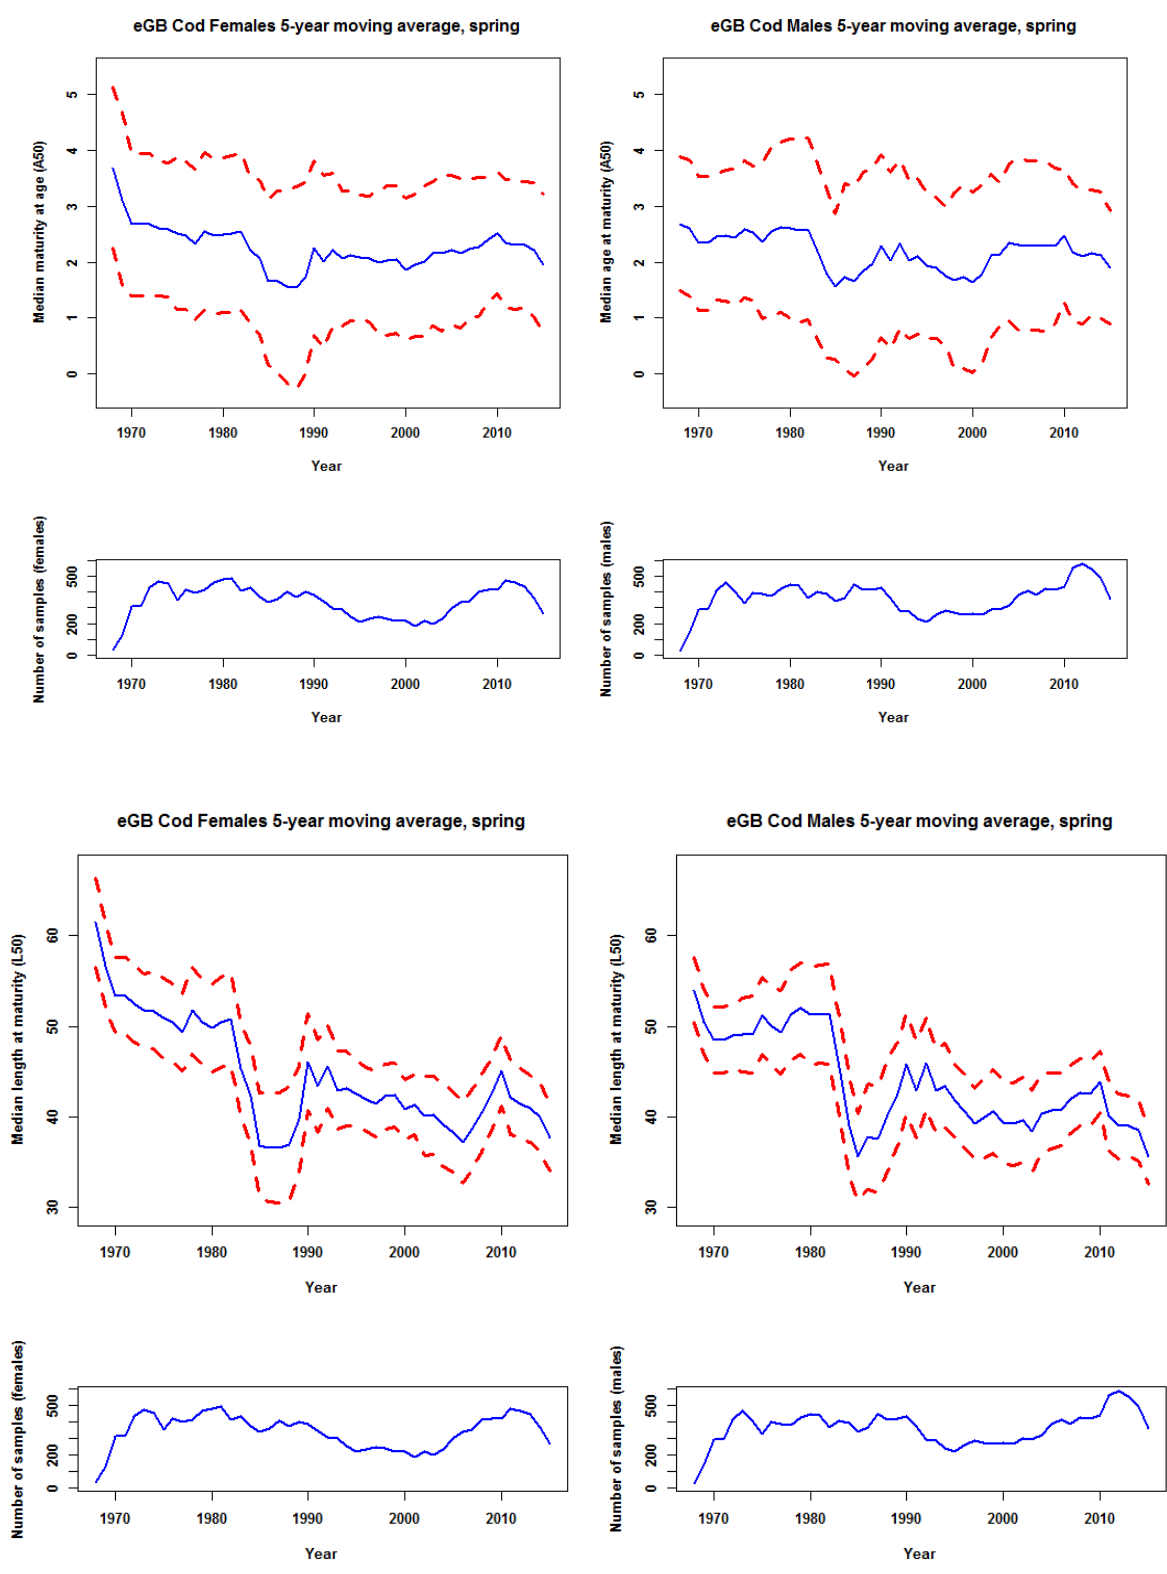 eGB Cod Females 5-year moving average, spring
Median maturity at age (A50)
5
4
3
2
1
0
1970 1980 1990 2000 2010
Year
eGB Cod Males 5-year moving average, spring
Median age at maturity (A50)
5
4
3
2
1
0
1970 1980 1990 2000 2010
Year
Number of samples (females)
500
200
0
1970 1980 1990 2000 2010
Year
Number of samples (males)
500
200
0
1970 1980 1990 2000 2010
Year
eGB Cod Females 5-year moving average, spring
Median length at maturity (L50)
60
50
40
30
1970 1980 1990 2000 2010
Year
eGB Cod Males 5-year moving average, spring
Median length at maturity (L50)
60
50
40
30
1970 1980 1990 2000 2010
Year
Number of samples (females)
500
200
0
1970 1980 1990 2000 2010
Year
Number of samples (males)
500
200
0
1970 1980 1990 2000 2010
Year